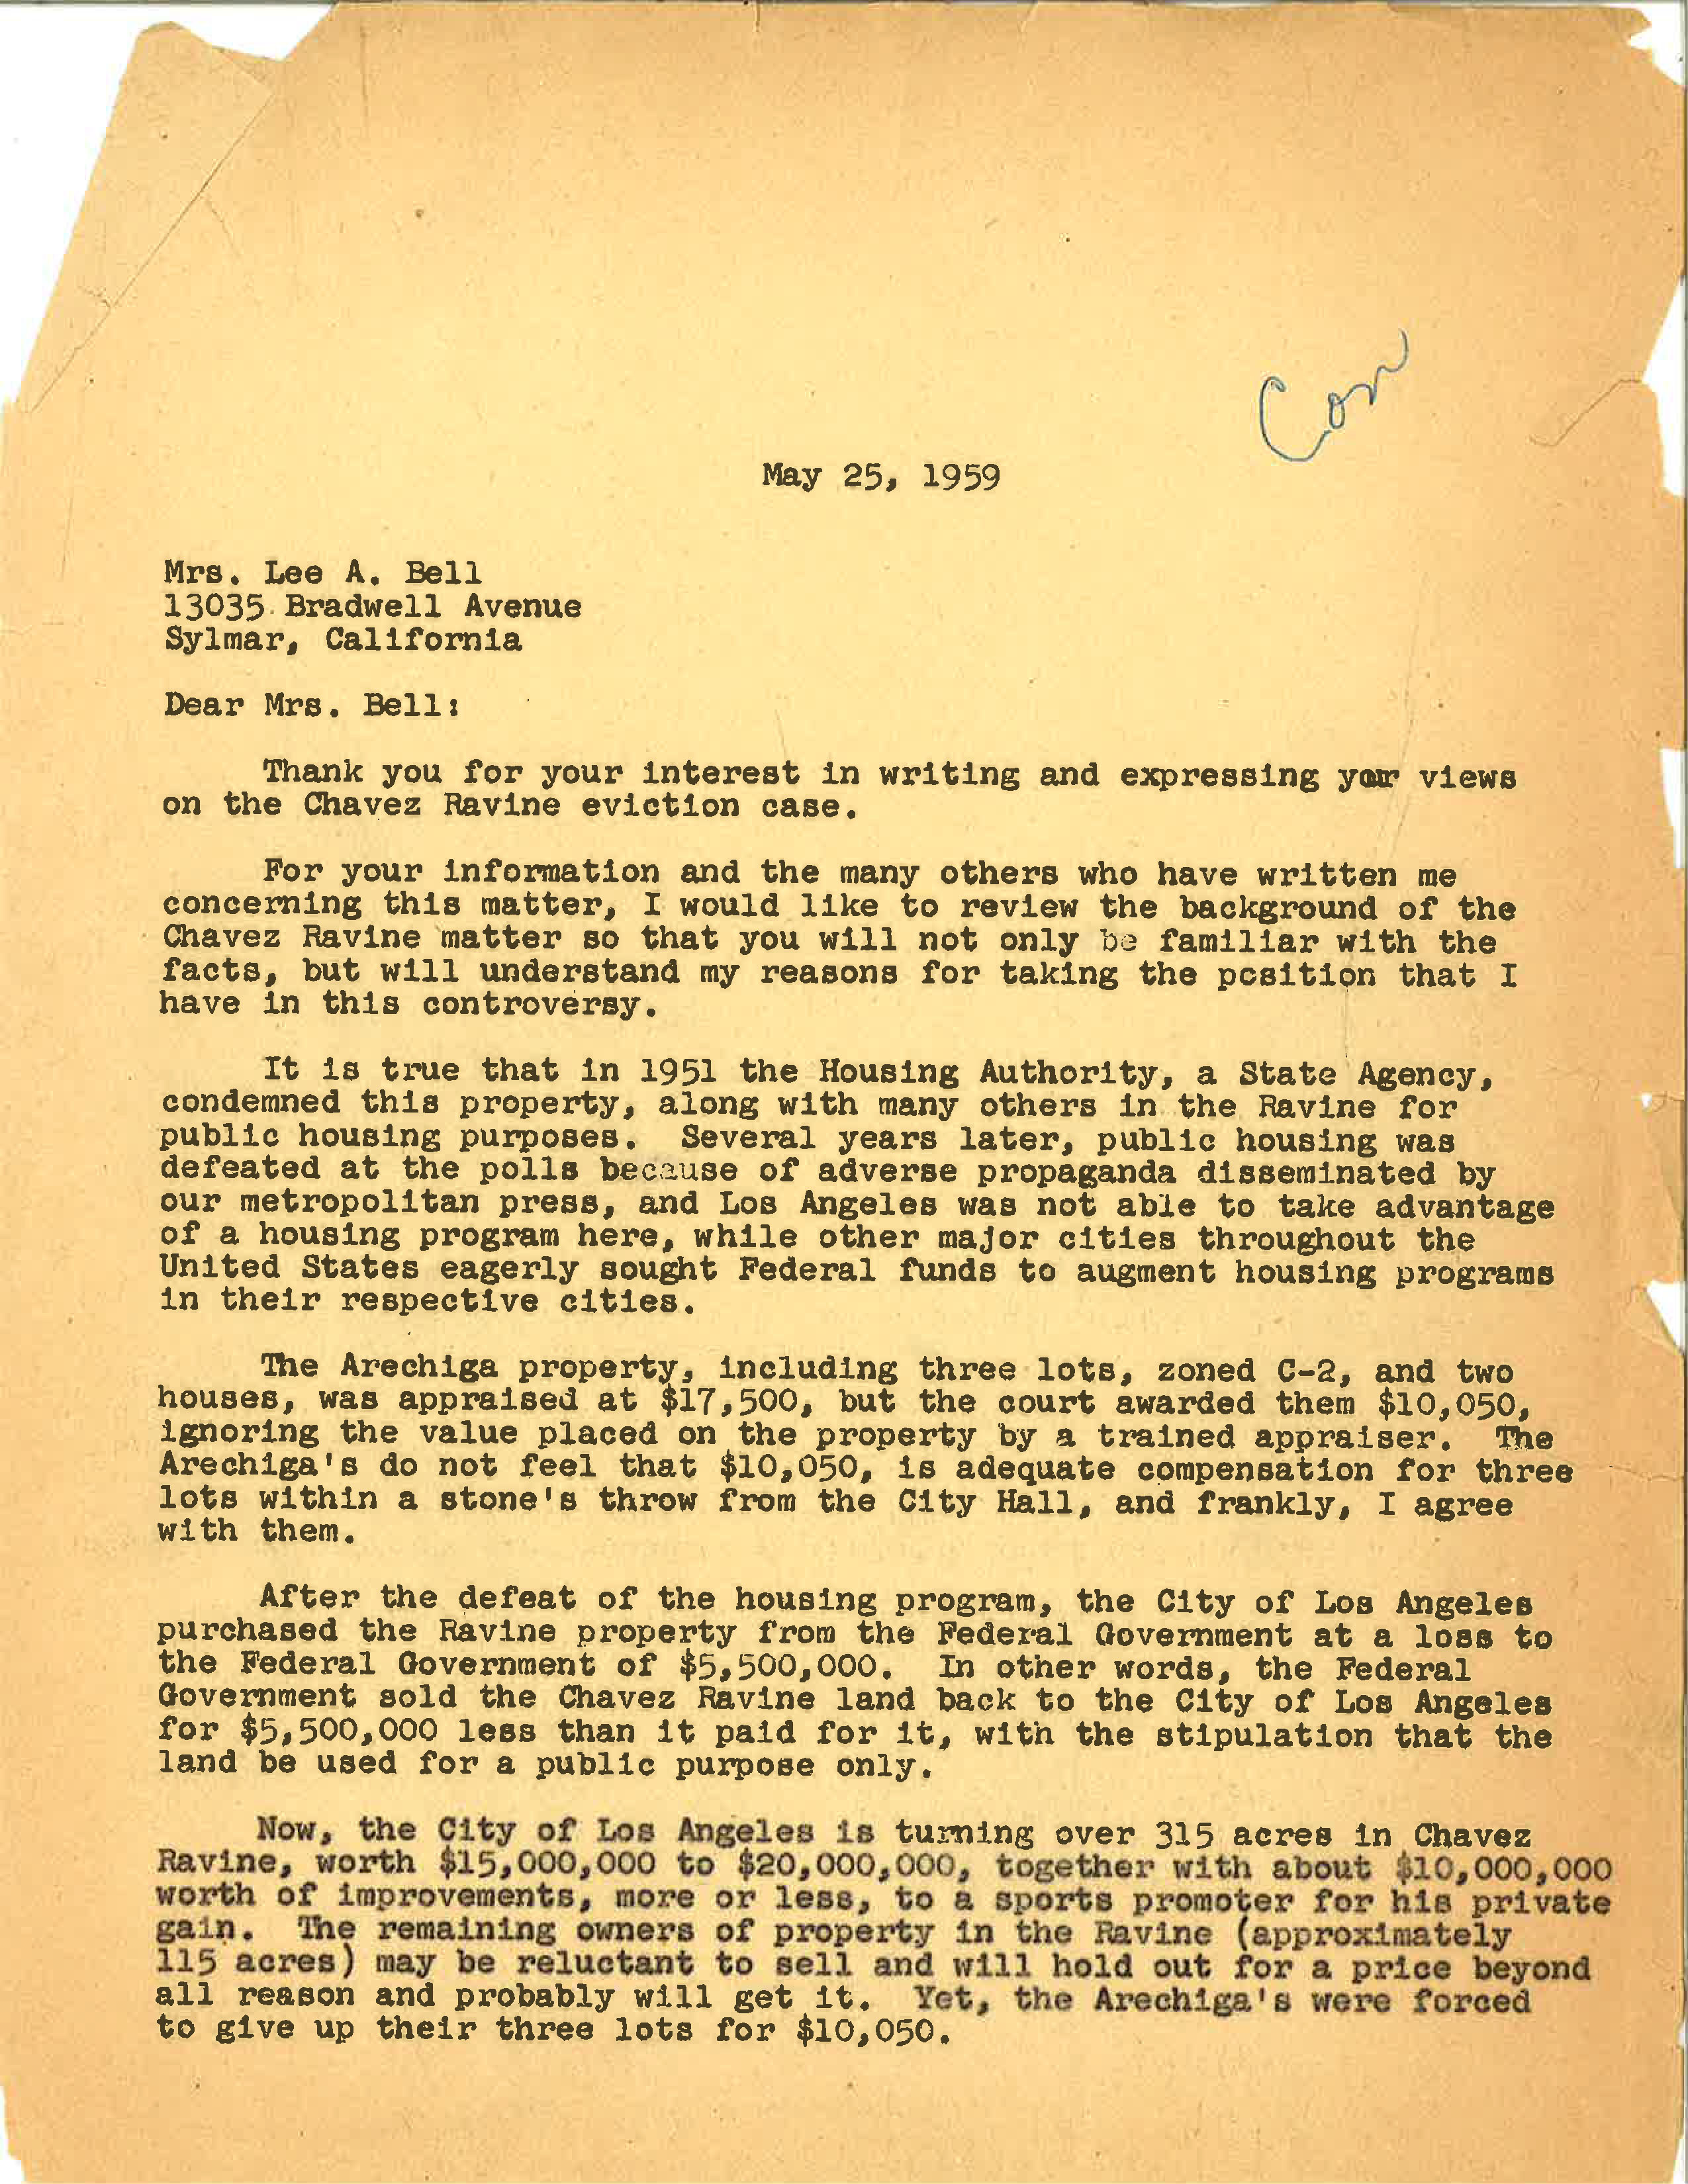 Con
May 25, 1959
Mrs. Lee A. Bell
13035 Bradwell Avenue
Sylmar, California
Dear Mrs. Bell:
Thank you for your interest in writing and expressing your views
on the Chavez Ravine eviction case.
For your information and the many others who have written me
concerning this matter, I would like to review the background of the
Chavez Ravine matter so that you will not only be familiar with the
facts, but will understand my reasons for taking the position that I
have in this controversy.
It is true that in 1951 the Housing Authority, a State Agency,
condemned this property, along with many others in the Ravine for
public housing purposes. Several years later, public housing was
defeated at the polls because of adverse propaganda disseminated by
our metropolitan press, and Los Angeles was not able to take advantage
of a housing program here, while other major cities throughout the
United States eagerly sought Federal funds to augment housing programs
in their respective cities.
The Arechiga property, including three lots, zoned C-2, and two
houses, was appraised at $17,500, but the court awarded them $10,050,
ignoring the value placed on the property by a trained appraiser. The
Arechiga's do not feel that $10,050, is adequate compensation for three
lots within a stone's throw from the City Hall, and frankly, I agree
with them.
After the defeat of the housing program, the City of Los Angeles
purchased the Ravine property from the Federal Government at a loss to
the Federal Government of $5,500,000. In other words, the Federal
Government sold the Chavez Ravine land back to the City of Los Angeles
for $5,500,000 less than it paid for it, with the stipulation that the
land be used for a public purpose only.
Now, the City of Los Angeles is turning over 315 acres in Chavez
Ravine, worth $15,000,000 to $20,000,000, together with about $10,000,000
worth of improvements, more or less, to a sports promoter for his private
gain. The remaining owners of property in the Ravine (approximately
115 acres) may be reluctant to sell and will hold out for a price beyond
all reason and probably will get it. Yet, the Arechiga's were forced
to give up their three lots for $10,050.